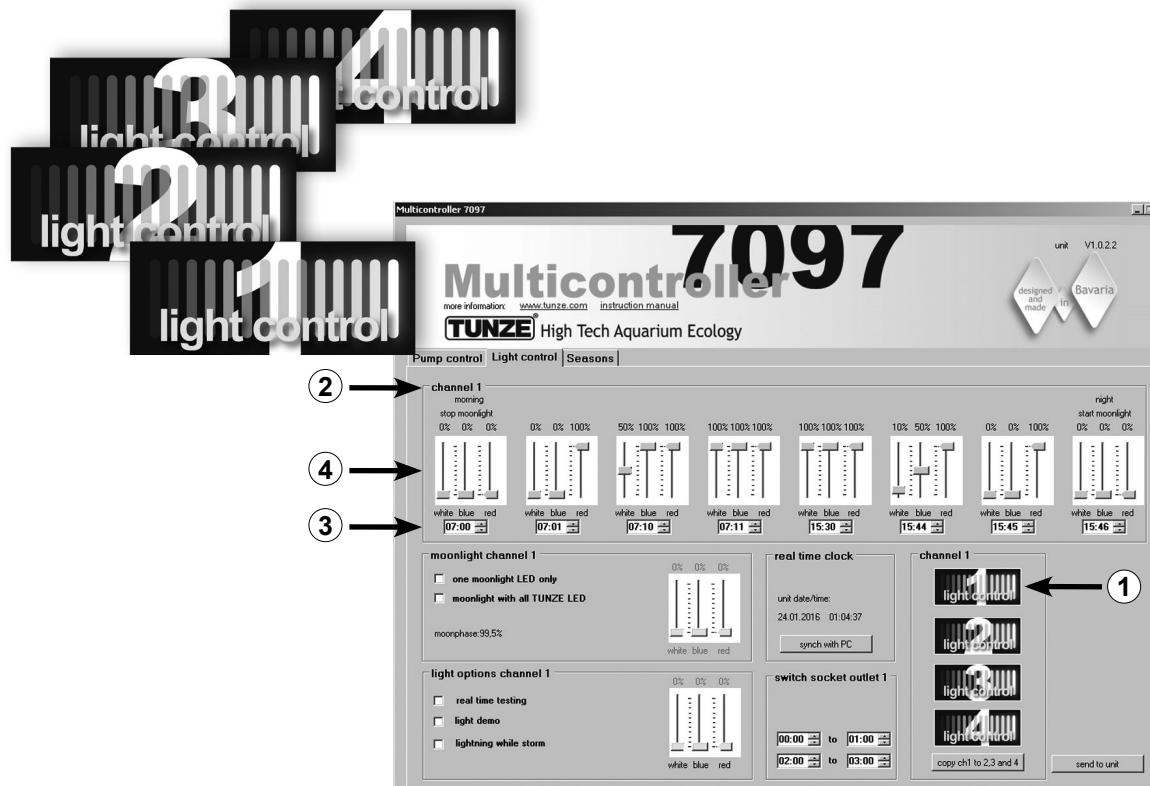 4
light control
3
light control
2
light control
1
light control
Multicontroller 7097
7097
Multicontroller
unit V1.0.2.2
more information: www.tunze.com instruction manual
designed and made
in
Bavaria
TUNZE® High Tech Aquarium Ecology
Pump control Light control Seasons
2
channel 1
morning
night
stop moonlight
start moonlight
0% 0% 0% 0% 0% 100% 50% 100% 100% 100% 100% 100% 100% 100% 100% 10% 50% 100% 0% 0% 100% 0% 0% 0%
4
white blue red white blue red white blue red white blue red white blue red white blue red white blue red white blue red
3
07:00 07:01 07:10 07:11 15:30 15:44 15:45 15:46
moonlight channel 1
0% 0% 0%
one moonlight LED only
moonlight with all TUNZE LED
moonphase:99,5%
white blue red
real time clock
unit date/time:
24.01.2016 01:04:37
synch with PC
channel 1
1
light control
1
2
light control
3
light control
4
light control
copy ch1 to 2,3 and 4
light options channel 1
0% 0% 0%
real time testing
light demo
lightning while storm
white blue red
switch socket outlet 1
00:00 to 01:00
02:00 to 03:00
send to unit